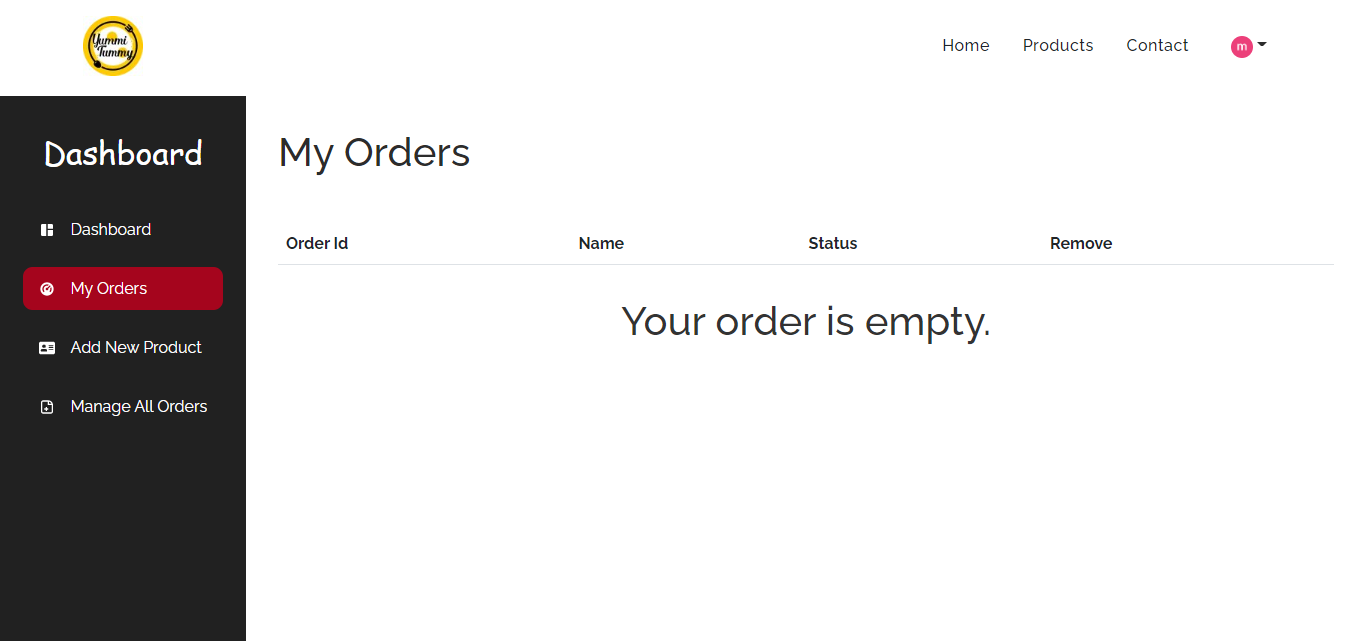 Yummi
Tummy
Home Products Contact m
Dashboard
Dashboard
My Orders
Add New Product
Manage All Orders
My Orders
Order Id Name Status Remove
Your order is empty.